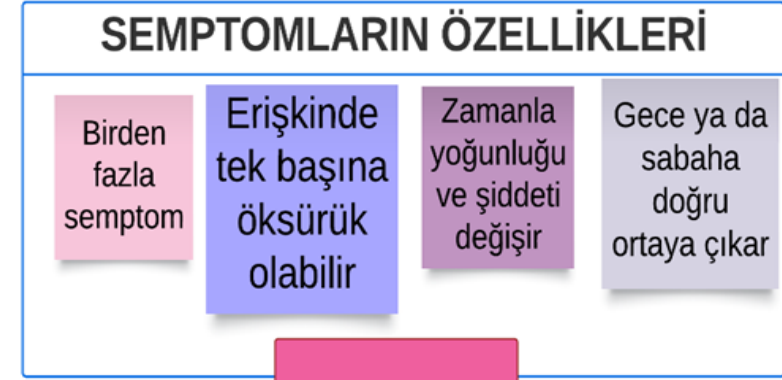 SEMPTOMLARIN ÖZELLİKLERİ
Birden
fazla
semptom
Erişkinde
tek başına
öksürük
olabilir
Zamanla
yoğunluğu
ve şiddeti
değişir
Gece ya da
sabaha
doğru
ortaya çıkar